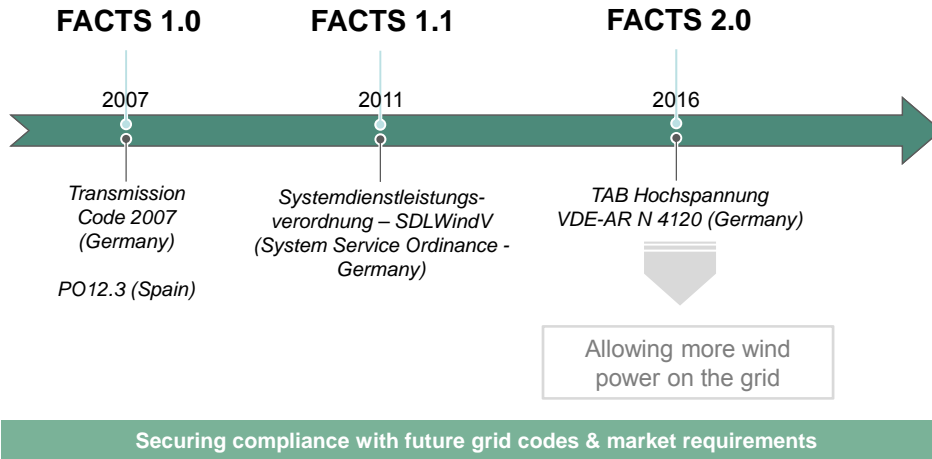 FACTS 1.0
FACTS 1.1
FACTS 2.0
2007
2011
2016
Transmission
Code 2007
(Germany)
PO12.3 (Spain)
Systemdienstleistungs-
verordnung – SDLWindV
(System Service Ordinance -
Germany)
TAB Hochspannung
VDE-AR N 4120 (Germany)
Allowing more wind
power on the grid
Securing compliance with future grid codes & market requirements